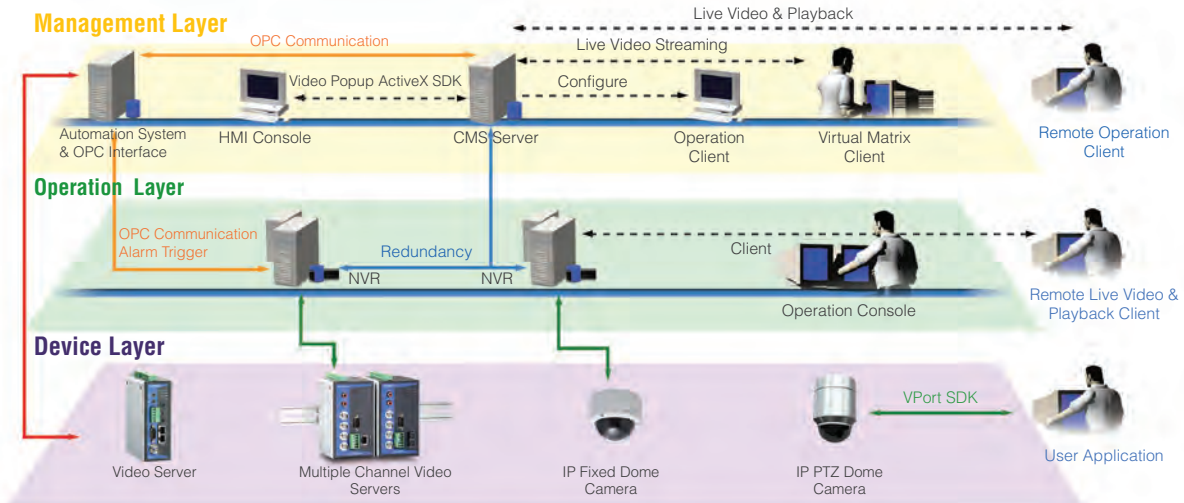 Management Layer
Live Video & Playback
OPC Communication
Live Video Streaming
Video Popup ActiveX SDK
Configure
Automation System
& OPC Interface
HMI Console
CMS Server
Operation
Client
Virtual Matrix
Client
Remote Operation
Client
Operation Layer
OPC Communication
Alarm Trigger
Redundancy
NVR
NVR
Client
Operation Console
Remote Live Video &
Playback Client
Device Layer
VPort SDK
Video Server
Multiple Channel Video
Servers
IP Fixed Dome
Camera
IP PTZ Dome
Camera
User Application